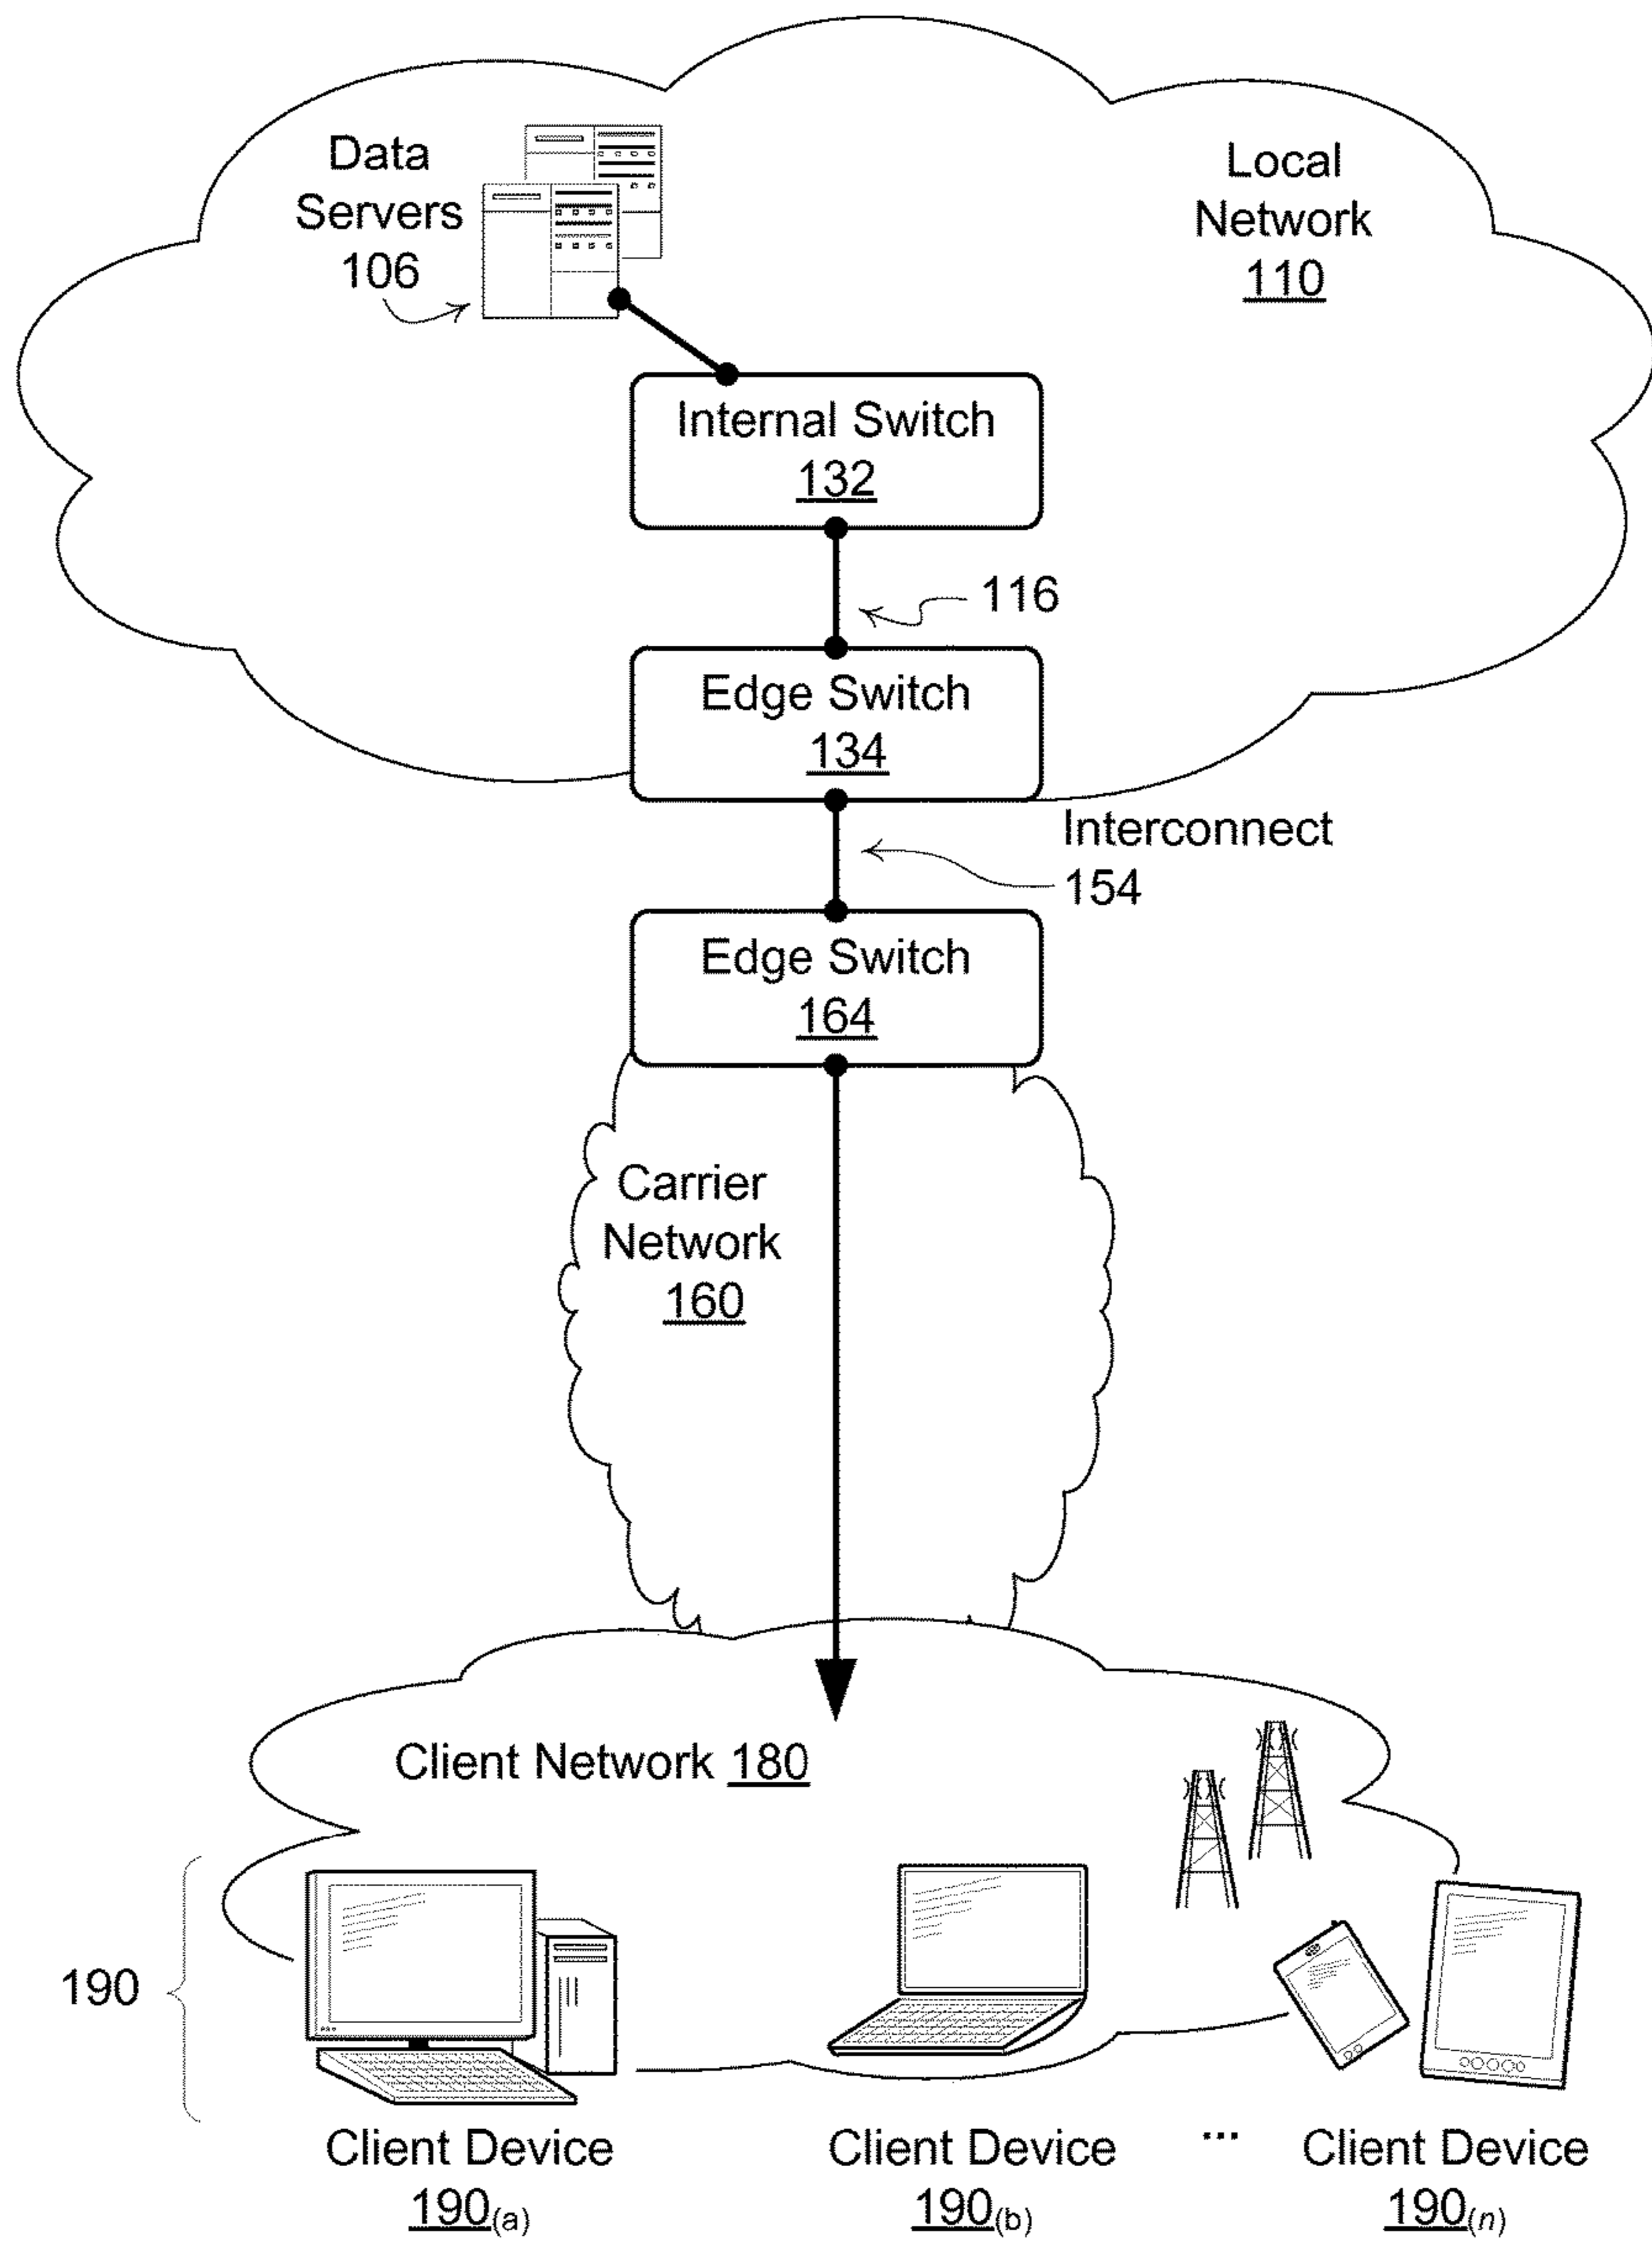 Data
Servers
106
Local
Network
110
Internal Switch
132
116
Edge Switch
134
Interconnect
154
Edge Switch
164
Carrier
Network
160
Client Network 180
190
Client Device
190(a)
Client Device
190(b)
...
Client Device
190(n)